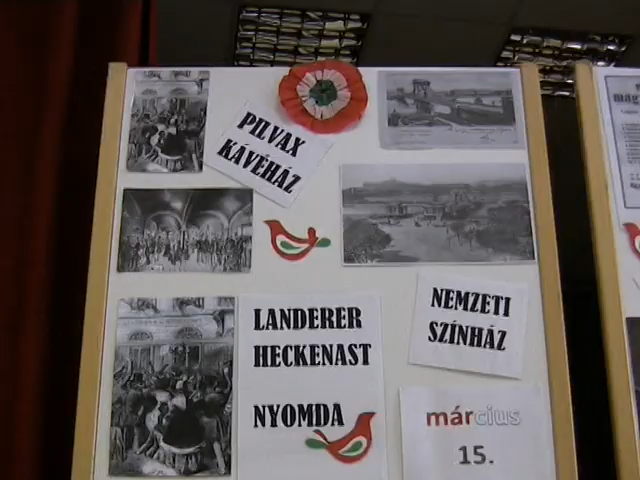 PILVAX
KÁVÉHÁZ
LANDERER
HECKENAST
NYOMDA
NEMZETI
SZÍNHÁZ
március
15.